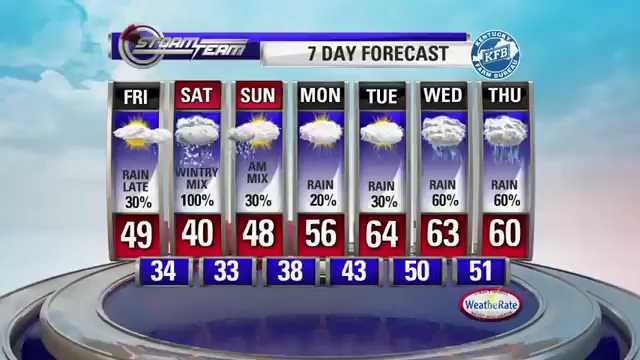 STORM TEAM
7 DAY FORECAST
KENTUCKY
KFB
FARM BUREAU
FRI SAT SUN MON TUE WED THU
RAIN LATE 30%
WINTRY MIX 100%
AM MIX 30%
RAIN 20%
RAIN 30%
RAIN 60%
RAIN 60%
49 40 48 56 64 63 60
34 33 38 43 50 51
WeatheRate